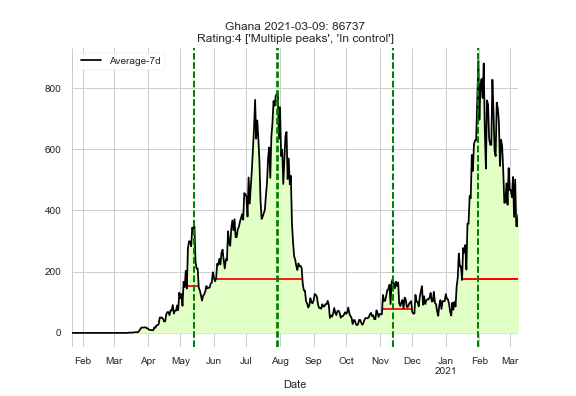 Ghana 2021-03-09: 86737
Rating:4 ['Multiple peaks', 'In control']
Average-7d
800
600
400
200
0
Feb Mar Apr May Jun Jul Aug Sep Oct Nov Dec Jan Feb Mar
2021
Date